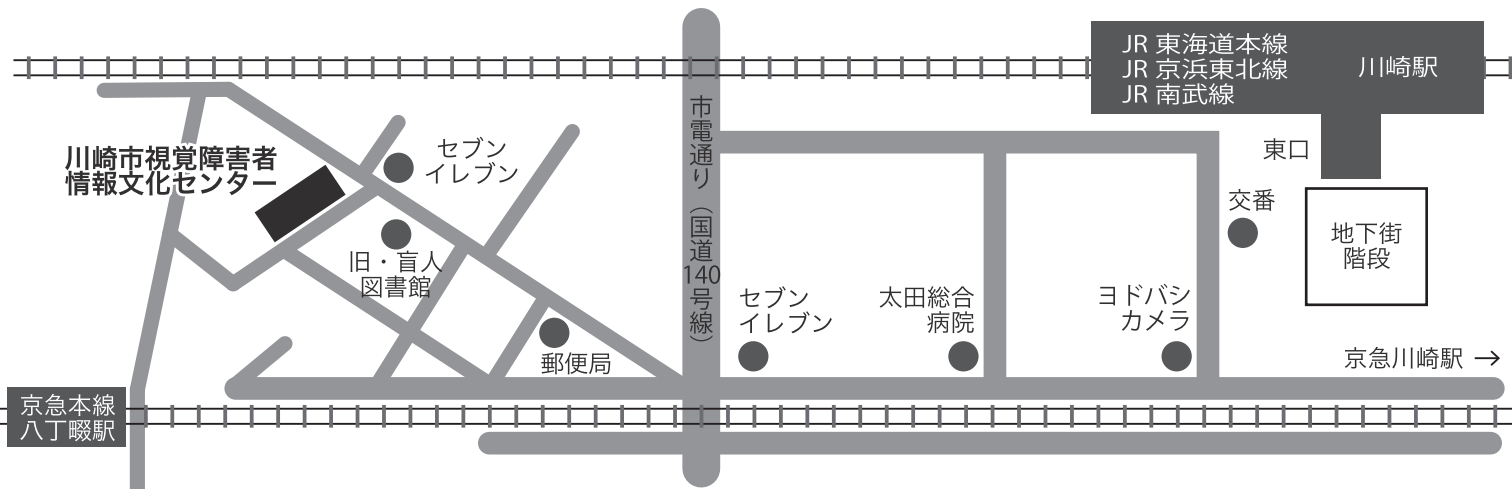 JR 東海道本線
JR 京浜東北線
JR 南武線
川崎駅
東口
交番
地下街
階段
市電通り（国道140号線）
川崎市視覚障害者
情報文化センター
セブン
イレブン
旧・盲人
図書館
郵便局
セブン
イレブン
太田総合
病院
ヨドバシ
カメラ
京急川崎駅 →
京急本線
八丁畷駅